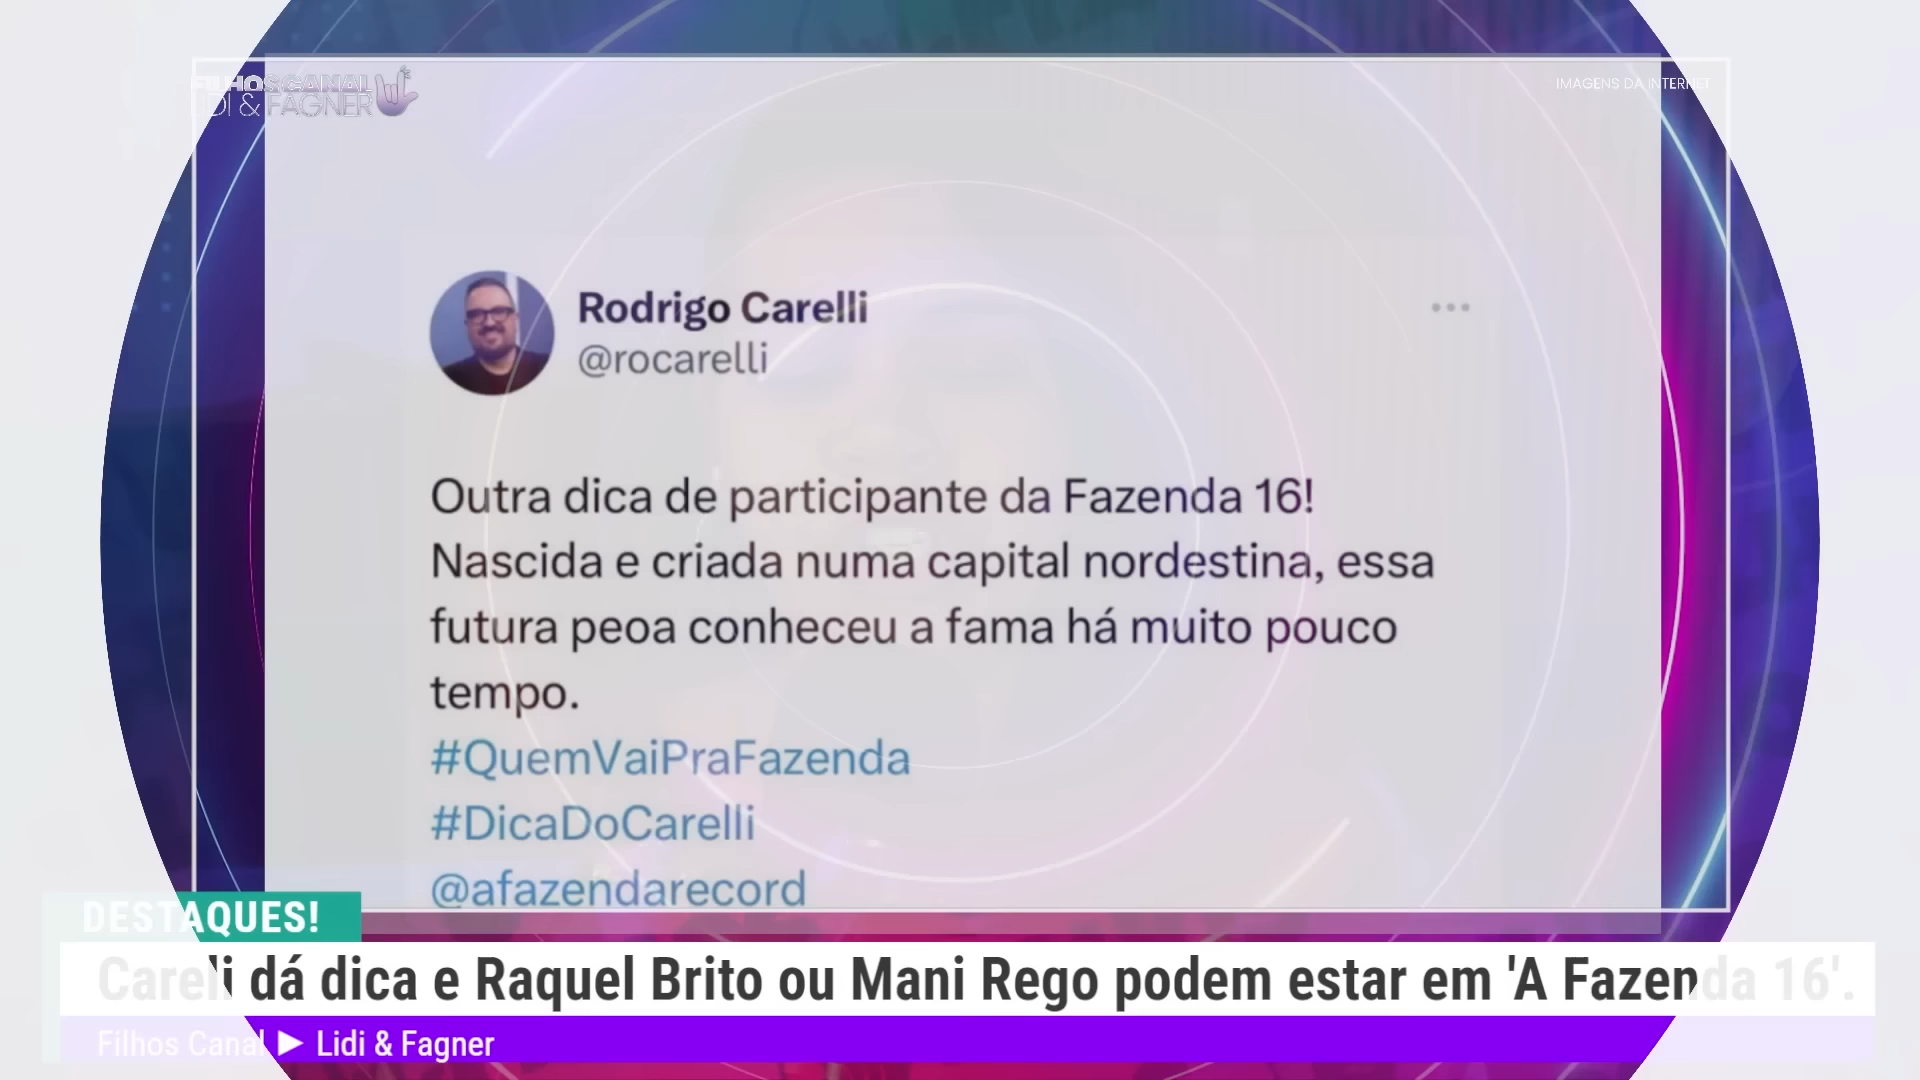 FILHOS CANAL
LIDI & FAGNER
IMAGENS DA INTERNET
Rodrigo Carelli
@rocarelli
Outra dica de participante da Fazenda 16!
Nascida e criada numa capital nordestina, essa
futura peoa conheceu a fama há muito pouco
tempo.
#QuemVaiPraFazenda
#DicaDoCarelli
@afazendarecord
DESTAQUES!
Careli dá dica e Raquel Brito ou Mani Rego podem estar em 'A Fazenda 16'.
Filhos Canal ▶ Lidi & Fagner